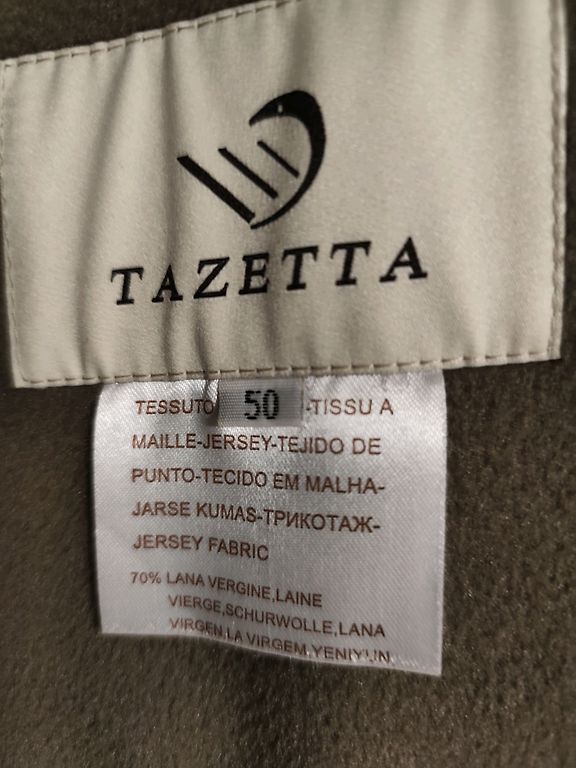 TAZETTA
TESSUTO 50 -TISSU A
MAILLE-JERSEY-TEJIDO DE
PUNTO-TECIDO EM MALHA-
JARSE KUMAS-ТРИКОТАЖ-
JERSEY FABRIC
70% LANA VERGINE,LAINE
VIERGE,SCHURWOLLE,LANA
VIRGEN,LA VIRGEM,YENIYUN,